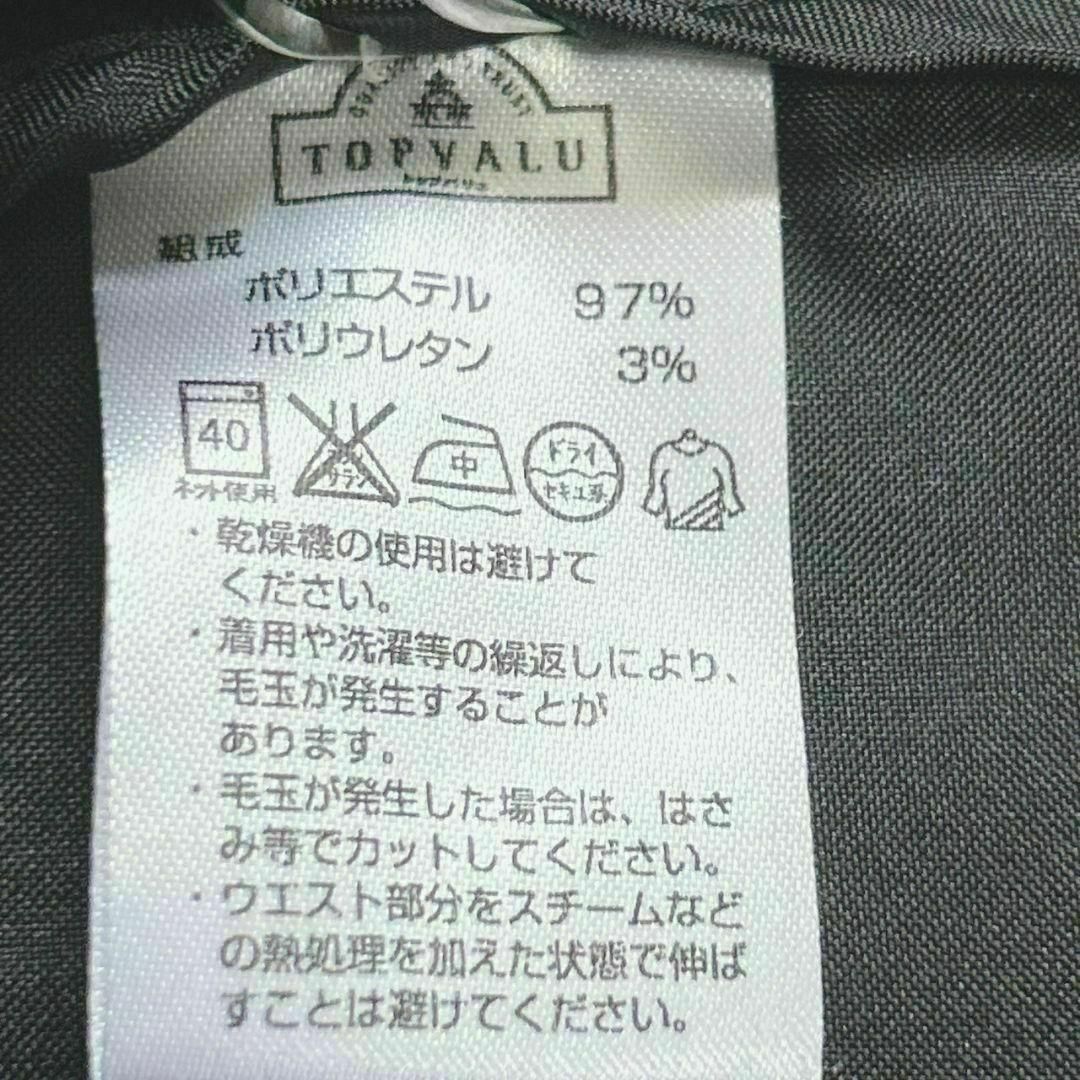 TOPVALU
トップバリュ
組成
ポリエステル 97%
ポリウレタン 3%
40
中
ドライ
セキユ系
ネット使用
・乾燥機の使用は避けて
ください。
・着用や洗濯等の繰返しにより、
毛玉が発生することが
あります。
・毛玉が発生した場合は、はさ
み等でカットしてください。
・ウエスト部分をスチームなど
の熱処理を加えた状態で伸ば
すことは避けてください。